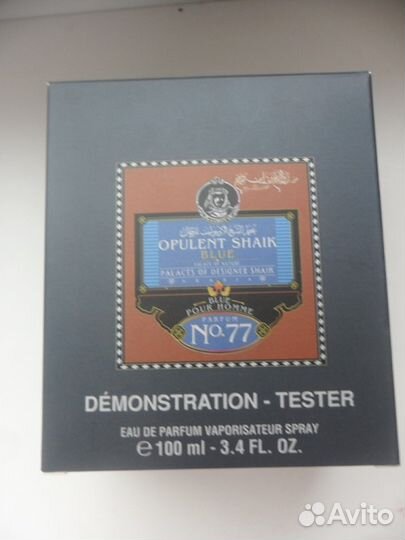 OPULENT SHAIK
BLUE
PALACES OF DESIGNER SHAIK
BLUE
POUR HOMME
PARFUM
No.77
DÉMONSTRATION - TESTER
EAU DE PARFUM VAPORISATEUR SPRAY
℮ 100 ml - 3.4 FL. OZ.
Avito